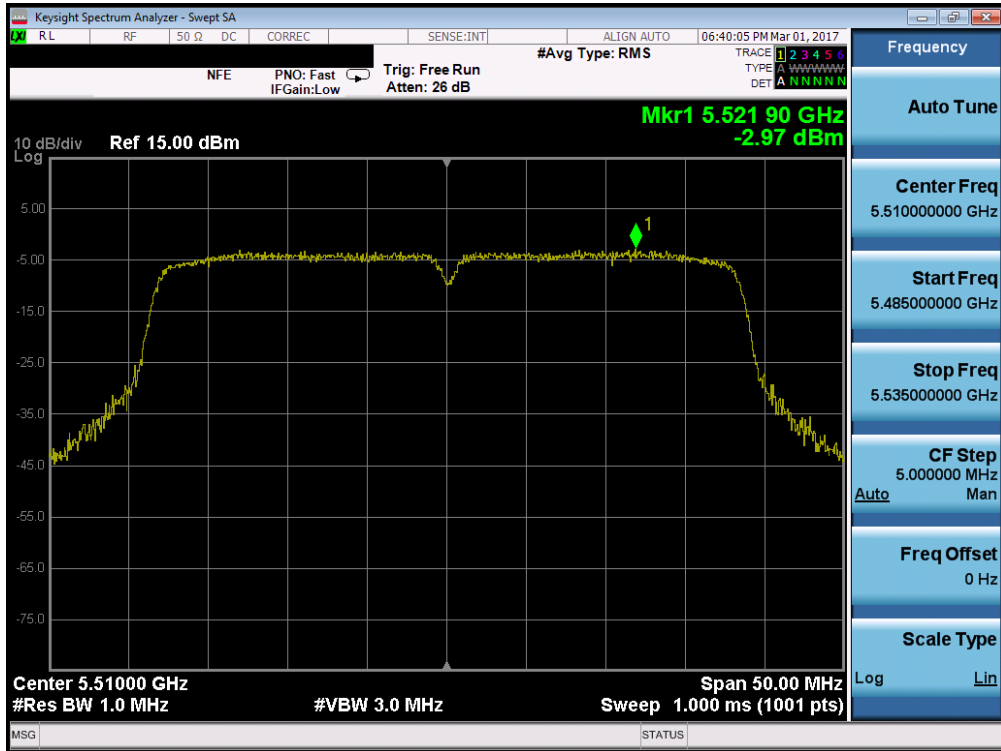 Keysight Spectrum Analyzer - Swept SA
LXI RL RF 50 Ω DC CORREC SENSE:INT ALIGN AUTO 06:40:05 PM Mar 01, 2017
Frequency
#Avg Type: RMS
TRACE 1 2 3 4 5 6
NFE PNO: Fast Trig: Free Run
TYPE A WWWWW
IFGain:Low Atten: 26 dB
DET A N N N N N
Auto Tune
Mkr1 5.521 90 GHz
-2.97 dBm
10 dB/div Ref 15.00 dBm
Log
1
5.00
-5.00
-15.0
-25.0
-35.0
-45.0
-55.0
-65.0
-75.0
Center Freq
5.510000000 GHz
Start Freq
5.485000000 GHz
Stop Freq
5.535000000 GHz
CF Step
5.000000 MHz
Auto Man
Freq Offset
0 Hz
Scale Type
Log Lin
Center 5.51000 GHz Span 50.00 MHz
#Res BW 1.0 MHz #VBW 3.0 MHz Sweep 1.000 ms (1001 pts)
MSG STATUS